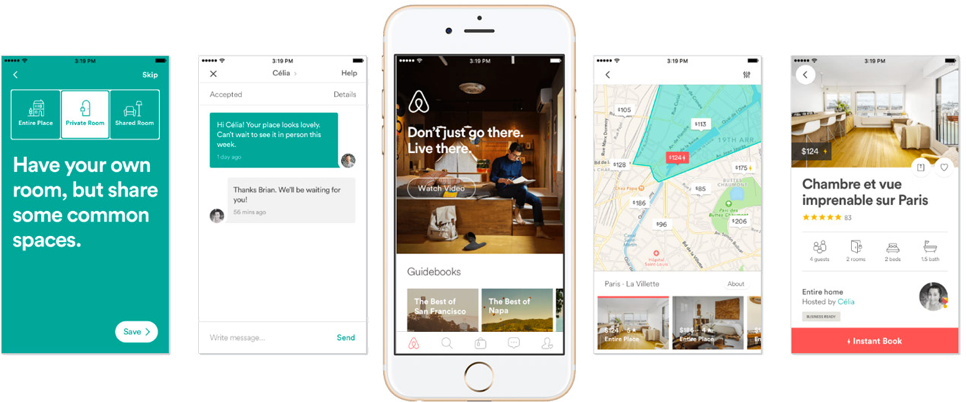 3:19 PM
Skip
Entire Place
Private Room
Shared Room
Have your own
room, but share
some common
spaces.
Save
3:19 PM
Célia
Help
Accepted
Details
Hi Célia! Your place looks lovely.
Can't wait to see it in person this
week.
1 day ago
Thanks Brian. We'll be waiting for
you!
56 mins ago
Write message...
Send
3:19 PM
Don't just go there.
Live there.
Watch Video
Guidebooks
The Best of
San Francisco
The Best of
Napa
3:19 PM
$105
$113
19TH ARR
$124
$128
$175
$186
$85
$206
$96
Paris · La Villette
About
$124
Entire Place
Entire Place
3:19 PM
$124
Chambre et vue
imprenable sur Paris
83
4 guests
2 rooms
2 beds
1.5 bath
Entire home
Hosted by Célia
BUSINESS READY
Instant Book